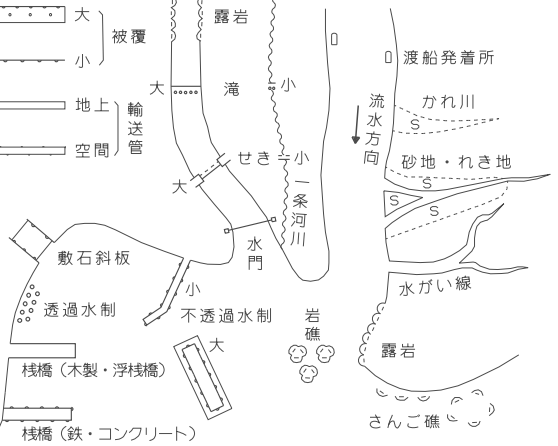 大
被覆
小
地上
輸送管
空間
露岩
大
滝
小
せき
小
大
一条河川
水門
渡船発着所
流水方向
かれ川
S
砂地・れき地
S
S
S
水がい線
敷石斜板
透過水制
小
不透過水制
大
岩礁
露岩
桟橋（木製・浮桟橋）
さんご礁
桟橋（鉄・コンクリート）